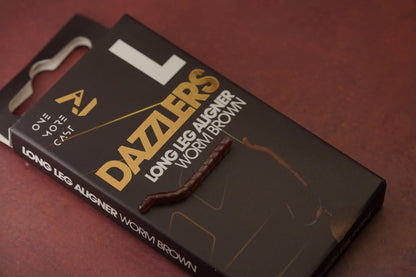 L
ONE
MORE
CAST
DAZZLERS
LONG LEG ALIGNER
WORM BROWN
LONG LEG ALIGNER WORM BROWN